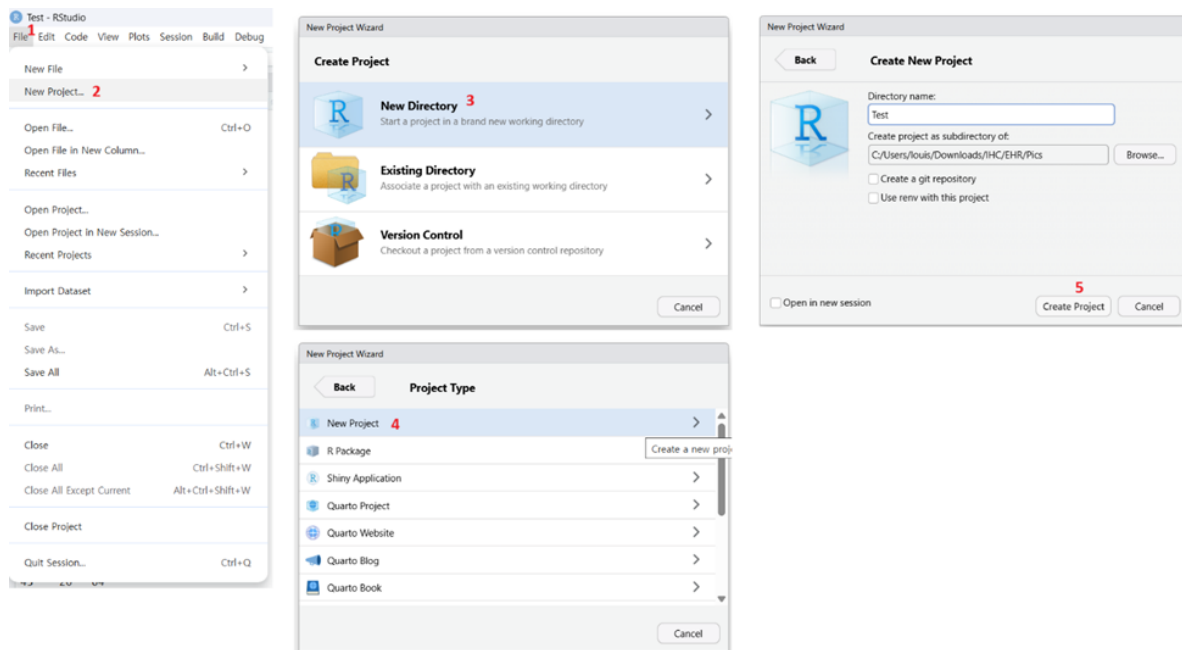 Test - RStudio
1
File Edit Code View Plots Session Build Debug
New File
New Project... 2
Open File... Ctrl+O
Open File in New Column...
Recent Files
Open Project...
Open Project in New Session...
Recent Projects
Import Dataset
Save Ctrl+S
Save As...
Save All Alt+Ctrl+S
Print...
Close Ctrl+W
Close All Ctrl+Shift+W
Close All Except Current Alt+Ctrl+Shift+W
Close Project
Quit Session... Ctrl+Q
New Project Wizard
Create Project
New Directory 3
Start a project in a brand new working directory
Existing Directory
Associate a project with an existing working directory
Version Control
Checkout a project from a version control repository
Cancel
New Project Wizard
Back Project Type
New Project 4
Create a new proj
R Package
Shiny Application
Quarto Project
Quarto Website
Quarto Blog
Quarto Book
Cancel
New Project Wizard
Back Create New Project
Directory name:
Test
Create project as subdirectory of:
C:/Users/louis/Downloads/IHC/EHR/Pics Browse...
Create a git repository
Use renv with this project
5
Open in new session Create Project Cancel